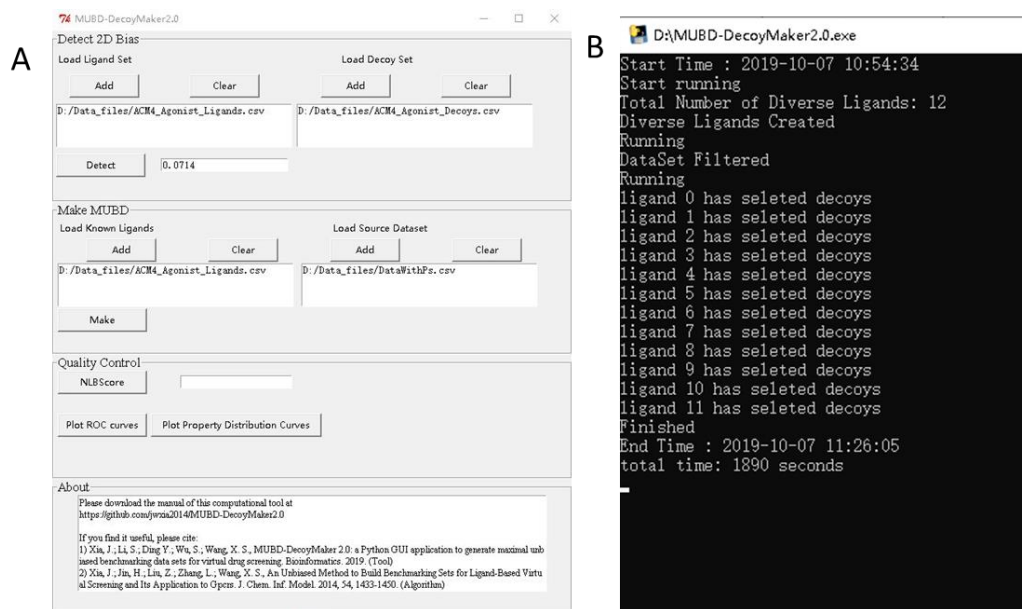 A
MUBD-DecoyMaker2.0
Detect 2D Bias
Load Ligand Set
Load Decoy Set
Add
Clear
Add
Clear
D:/Data_files/ACM4_Agonist_Ligands.csv
D:/Data_files/ACM4_Agonist_Decoys.csv
Detect
0.0714
Make MUBD
Load Known Ligands
Load Source Dataset
Add
Clear
Add
Clear
D:/Data_files/ACM4_Agonist_Ligands.csv
D:/Data_files/DataWithPs.csv
Make
Quality Control
NLBScore
Plot ROC curves
Plot Property Distribution Curves
About
Please download the manual of this computational tool at
https://github.com/jwxia2014/MUBD-DecoyMaker2.0
If you find it useful, please cite:
1) Xia, J.; Li, S.; Ding Y.; Wu, S.; Wang, X. S., MUBD-DecoyMaker 2.0: a Python GUI application to generate maximal unb
iased benchmarking data sets for virtual drug screening. Bioinformatics. 2019. (Tool)
2) Xia, J.; Jin, H.; Liu, Z.; Zhang, L.; Wang, X. S., An Unbiased Method to Build Benchmarking Sets for Ligand-Based Virtu
al Screening and Its Application to Gpcrs. J. Chem. Inf. Model. 2014, 54, 1433-1450. (Algorithm)
B
D:\MUBD-DecoyMaker2.0.exe
Start Time : 2019-10-07 10:54:34
Start running
Total Number of Diverse Ligands: 12
Diverse Ligands Created
Running
DataSet Filtered
Running
ligand 0 has seleted decoys
ligand 1 has seleted decoys
ligand 2 has seleted decoys
ligand 3 has seleted decoys
ligand 4 has seleted decoys
ligand 5 has seleted decoys
ligand 6 has seleted decoys
ligand 7 has seleted decoys
ligand 8 has seleted decoys
ligand 9 has seleted decoys
ligand 10 has seleted decoys
ligand 11 has seleted decoys
Finished
End Time : 2019-10-07 11:26:05
total time: 1890 seconds